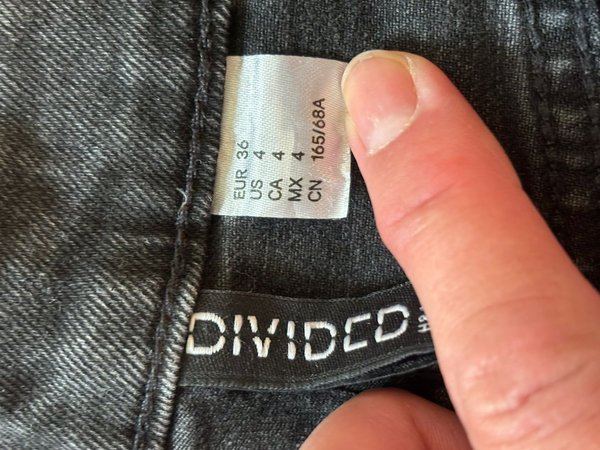 EUR 36
US 4
CA 4
MX 4
CN 165/68A
DIVIDED